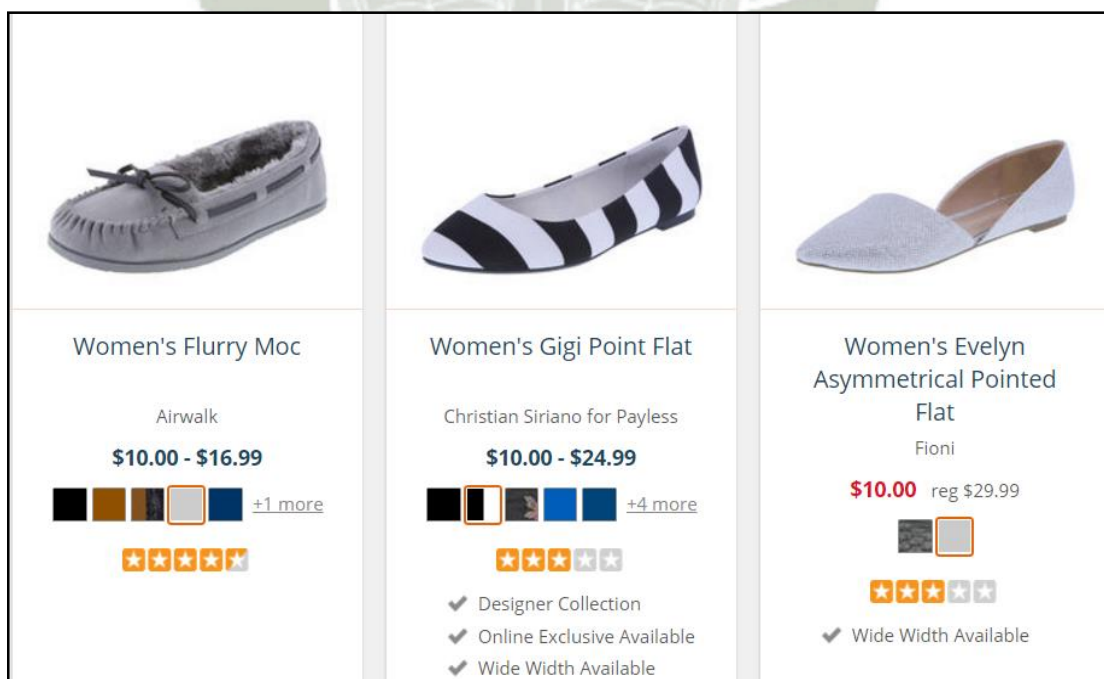 Women's Flurry Moc
Airwalk
$10.00 - $16.99
+1 more
Women's Gigi Point Flat
Christian Siriano for Payless
$10.00 - $24.99
+4 more
✔ Designer Collection
✔ Online Exclusive Available
✔ Wide Width Available
Women's Evelyn
Asymmetrical Pointed
Flat
Fioni
$10.00 reg $29.99
✔ Wide Width Available